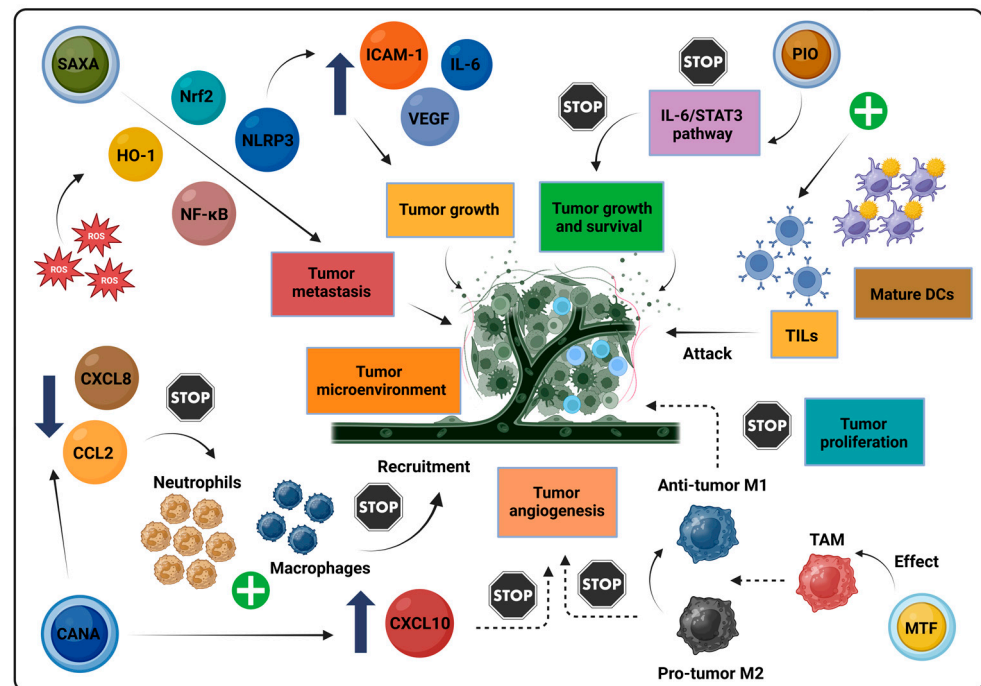 SAXA
Nrf2
HO-1
NLRP3
NF-κB
ROS
ROS
ROS
ICAM-1
IL-6
VEGF
STOP
STOP
PIO
IL-6/STAT3
pathway
Tumor growth
Tumor growth
and survival
Tumor
metastasis
Mature DCs
TILs
Attack
Tumor
microenvironment
CXCL8
STOP
CCL2
Neutrophils
Macrophages
STOP
Recruitment
Tumor
angiogenesis
STOP
Tumor
proliferation
Anti-tumor M1
TAM
Effect
CANA
CXCL10
STOP
STOP
Pro-tumor M2
MTF